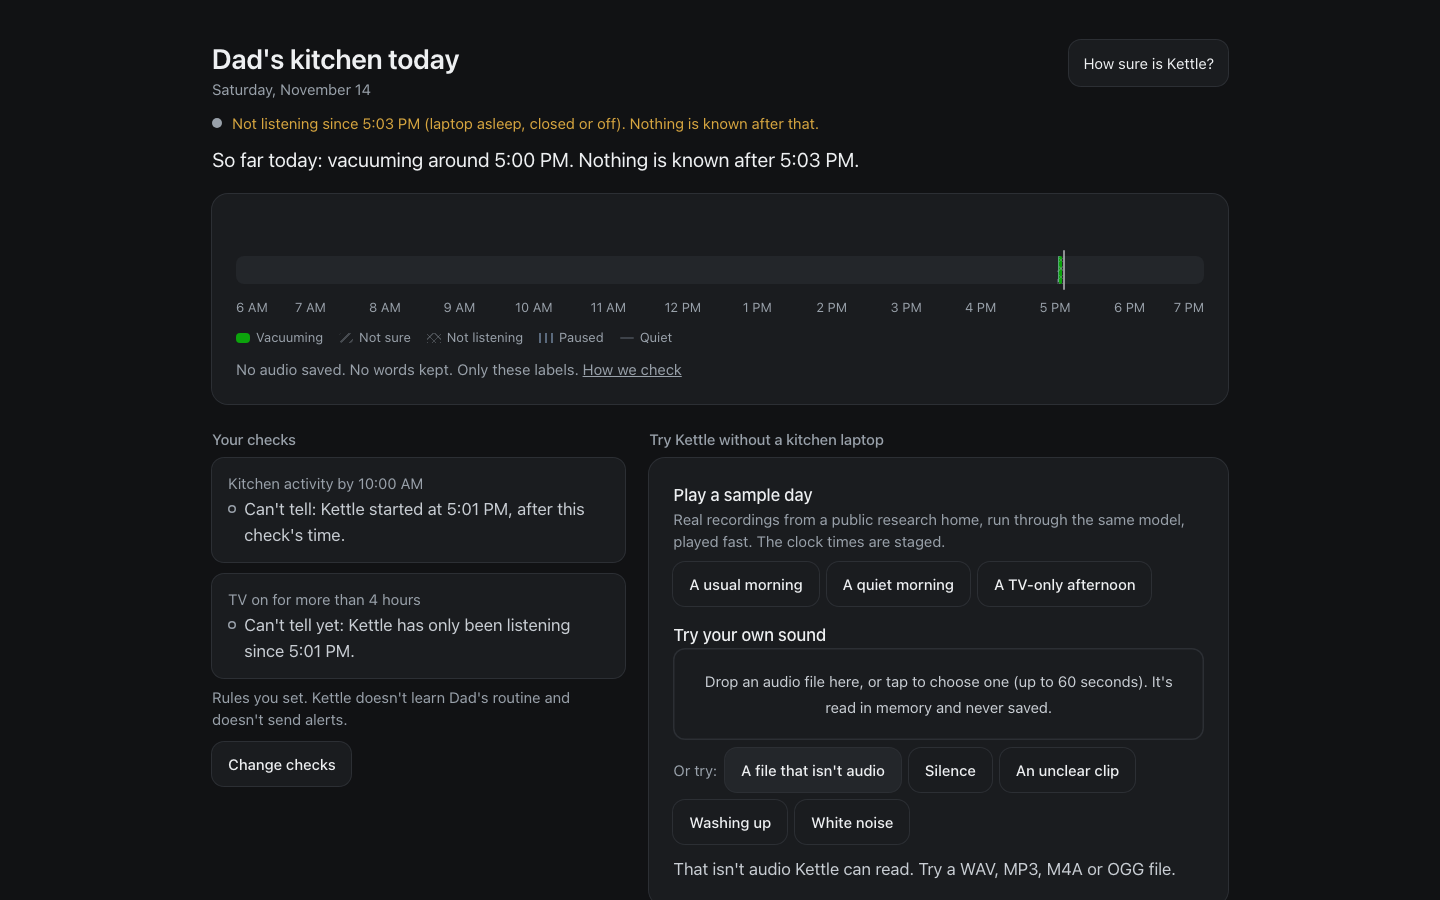 Dad's kitchen today
How sure is Kettle?
Saturday, November 14
Not listening since 5:03 PM (laptop asleep, closed or off). Nothing is known after that.
So far today: vacuuming around 5:00 PM. Nothing is known after 5:03 PM.
6 AM 7 AM 8 AM 9 AM 10 AM 11 AM 12 PM 1 PM 2 PM 3 PM 4 PM 5 PM 6 PM 7 PM
Vacuuming Not sure Not listening Paused Quiet
No audio saved. No words kept. Only these labels. How we check
Your checks
Kitchen activity by 10:00 AM
Can't tell: Kettle started at 5:01 PM, after this
check's time.
TV on for more than 4 hours
Can't tell yet: Kettle has only been listening
since 5:01 PM.
Rules you set. Kettle doesn't learn Dad's routine and
doesn't send alerts.
Change checks
Try Kettle without a kitchen laptop
Play a sample day
Real recordings from a public research home, run through the same model,
played fast. The clock times are staged.
A usual morning A quiet morning A TV-only afternoon
Try your own sound
Drop an audio file here, or tap to choose one (up to 60 seconds). It's
read in memory and never saved.
Or try: A file that isn't audio Silence An unclear clip
Washing up White noise
That isn't audio Kettle can read. Try a WAV, MP3, M4A or OGG file.